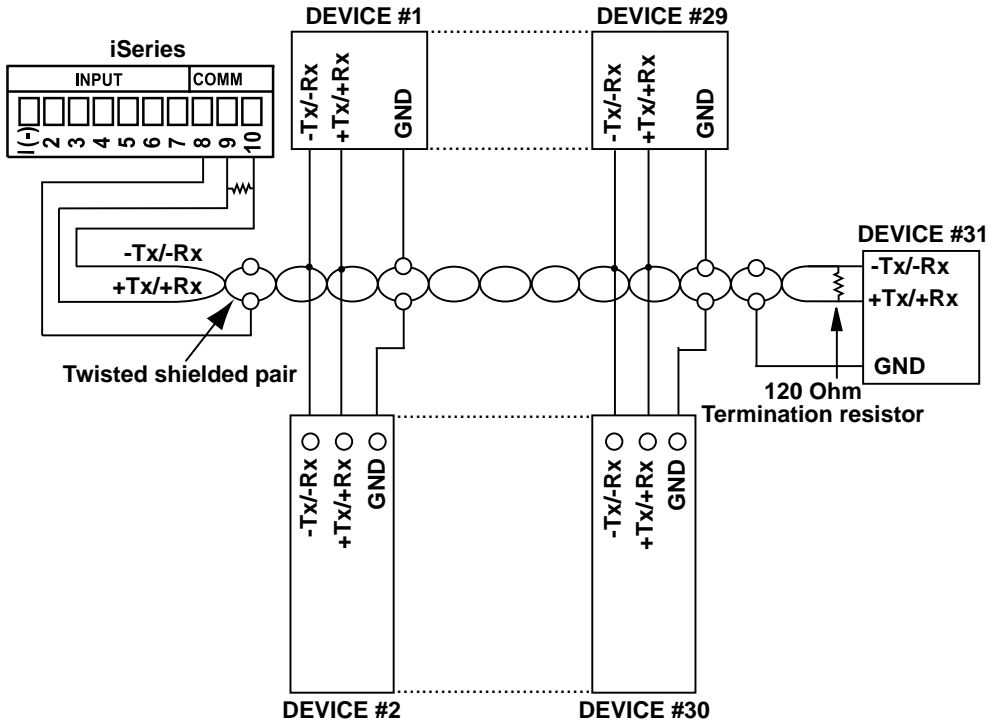 DEVICE #1
DEVICE #29
iSeries
INPUT
COMM
I(-)
2
3
4
5
6
7
8
9
10
-Tx/-Rx
+Tx/+Rx
GND
-Tx/-Rx
+Tx/+Rx
GND
DEVICE #31
-Tx/-Rx
+Tx/+Rx
-Tx/-Rx
+Tx/+Rx
GND
Twisted shielded pair
120 Ohm
Termination resistor
-Tx/-Rx
+Tx/+Rx
GND
-Tx/-Rx
+Tx/+Rx
GND
DEVICE #2
DEVICE #30